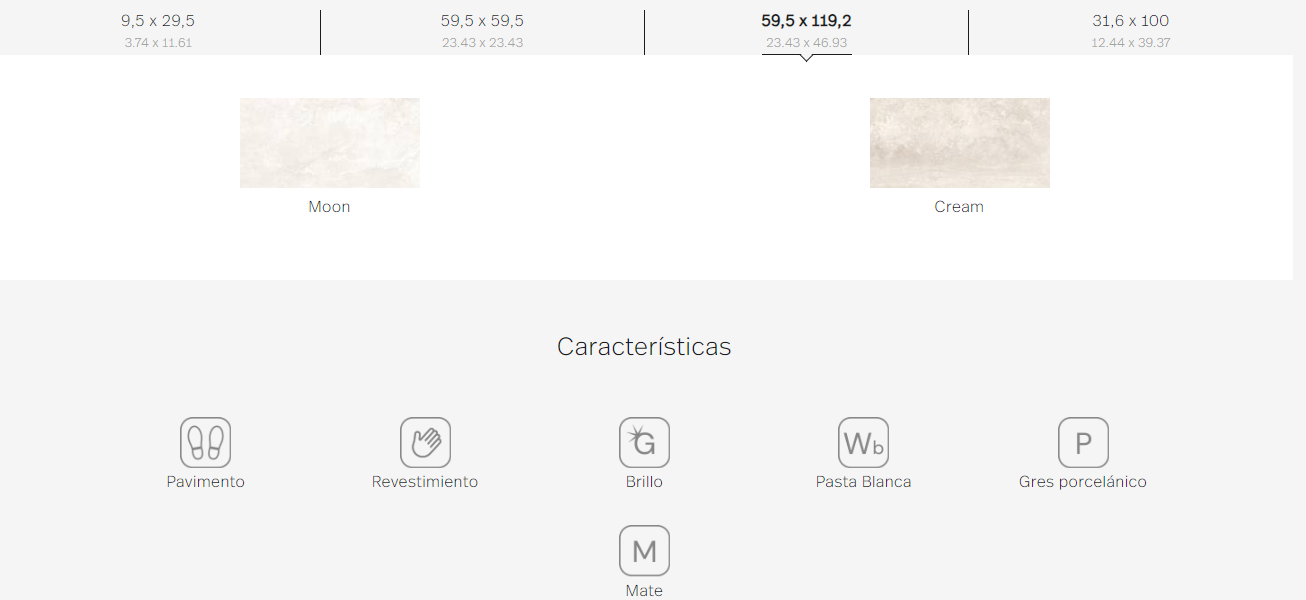 9,5 x 29,5
3.74 x 11.61
59,5 x 59,5
23.43 x 23.43
59,5 x 119,2
23.43 x 46.93
31,6 x 100
12.44 x 39.37
Moon
Cream
Características
G
Wb
P
Pavimento
Revestimiento
Brillo
Pasta Blanca
Gres porcelánico
M
Mate